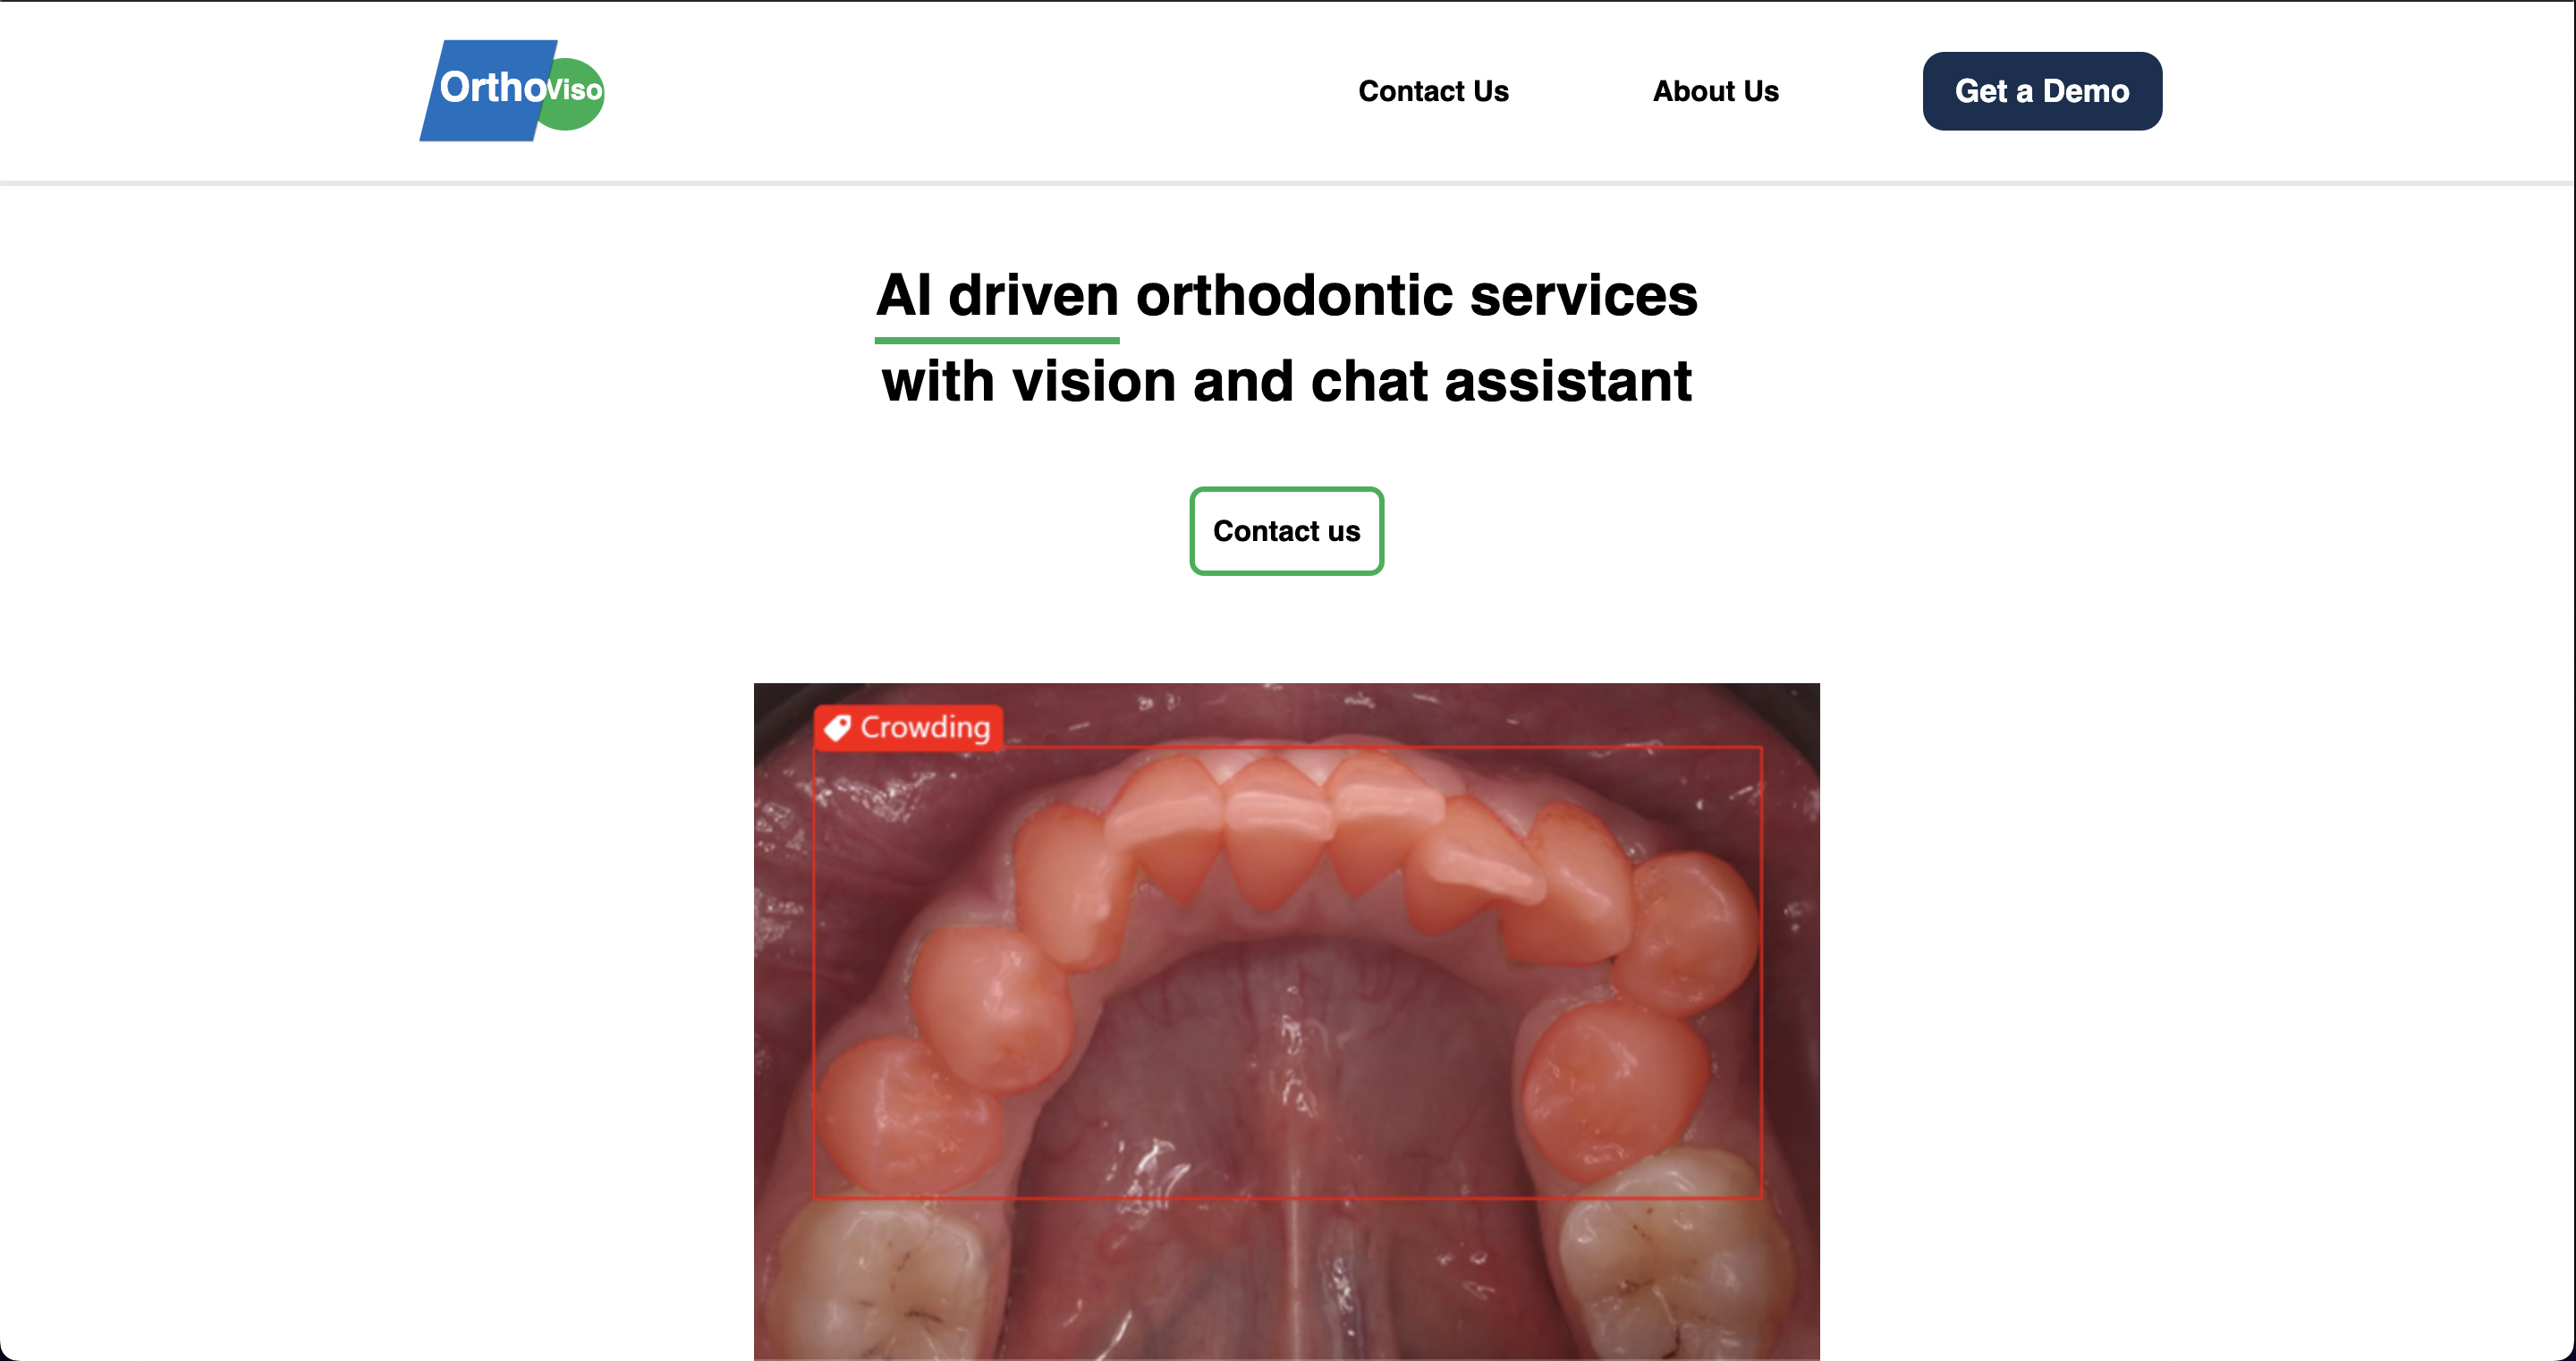 OrthoViso
Contact Us
About Us
Get a Demo
AI driven orthodontic services
with vision and chat assistant
Contact us
Crowding